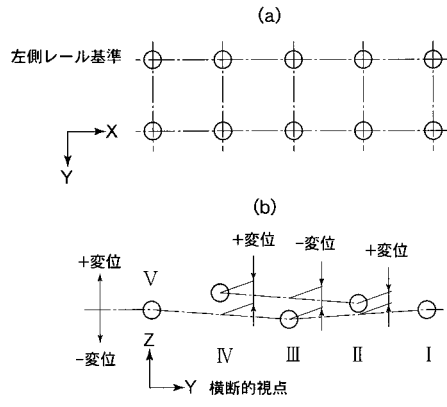 (a)
左側レール基準
X
Y
(b)
+変位 -変位 +変位
+変位 V
-変位
Z IV III II I
Y 横断的視点